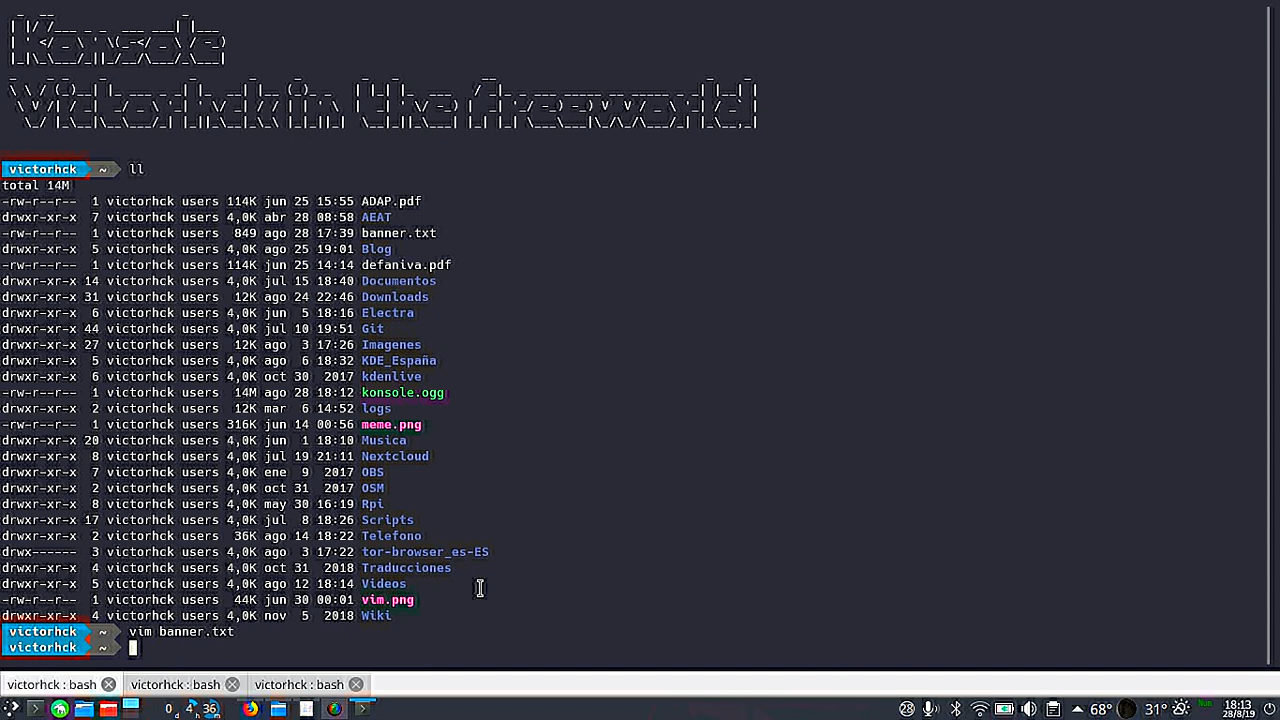 Konsole
Victorhck in the freeworld
victorhck ~ ll
total 14M
-rw-r--r-- 1 victorhck users 114K jun 25 15:55 ADAP.pdf
drwxr-xr-x 7 victorhck users 4,0K abr 28 08:58 AEAT
-rw-r--r-- 1 victorhck users 849 ago 28 17:39 banner.txt
drwxr-xr-x 5 victorhck users 4,0K ago 25 19:01 Blog
-rw-r--r-- 1 victorhck users 114K jun 25 14:14 defaniva.pdf
drwxr-xr-x 14 victorhck users 4,0K jul 15 18:40 Documentos
drwxr-xr-x 31 victorhck users 12K ago 24 22:46 Downloads
drwxr-xr-x 6 victorhck users 4,0K jun 5 18:16 Electra
drwxr-xr-x 44 victorhck users 4,0K jul 10 19:51 Git
drwxr-xr-x 27 victorhck users 12K ago 3 17:26 Imagenes
drwxr-xr-x 5 victorhck users 4,0K ago 6 18:32 KDE_España
drwxr-xr-x 6 victorhck users 4,0K oct 30 2017 kdenlive
-rw-r--r-- 1 victorhck users 14M ago 28 18:12 konsole.ogg
drwxr-xr-x 2 victorhck users 12K mar 6 14:52 logs
-rw-r--r-- 1 victorhck users 316K jun 14 00:56 meme.png
drwxr-xr-x 20 victorhck users 4,0K jun 1 18:10 Musica
drwxr-xr-x 8 victorhck users 4,0K jul 19 21:11 Nextcloud
drwxr-xr-x 7 victorhck users 4,0K ene 9 2017 OBS
drwxr-xr-x 2 victorhck users 4,0K oct 31 2017 OSM
drwxr-xr-x 8 victorhck users 4,0K may 30 16:19 Rpi
drwxr-xr-x 17 victorhck users 4,0K jul 8 18:26 Scripts
drwxr-xr-x 2 victorhck users 36K ago 14 18:22 Telefono
drwx------ 3 victorhck users 4,0K ago 3 17:22 tor-browser_es-ES
drwxr-xr-x 4 victorhck users 4,0K oct 31 2018 Traducciones
drwxr-xr-x 5 victorhck users 4,0K ago 12 18:14 Videos
-rw-r--r-- 1 victorhck users 44K jun 30 00:01 vim.png
drwxr-xr-x 4 victorhck users 4,0K nov 5 2018 Wiki
victorhck ~ vim banner.txt
victorhck ~
victorhck : bash victorhck : bash victorhck : bash
0 36 28 68° 31° Num 18:13
28/8/19